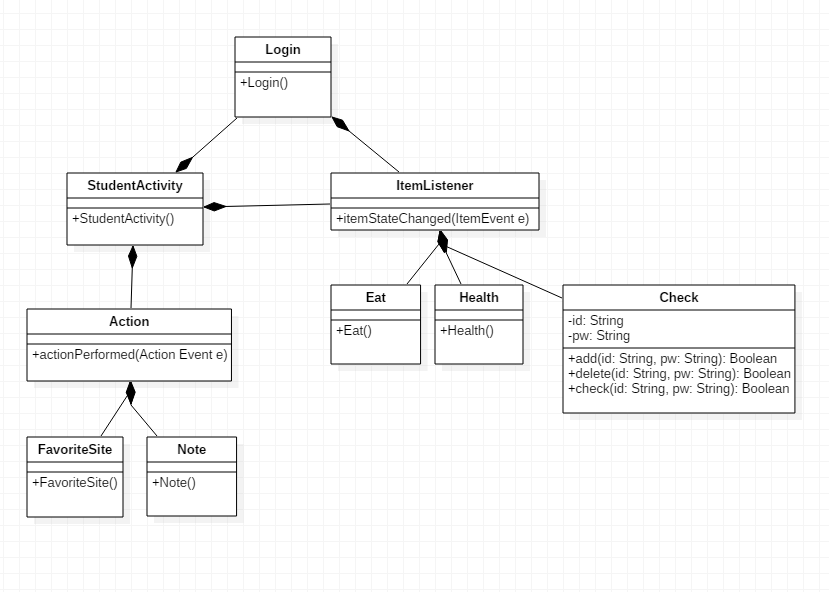 Login
+Login()
StudentActivity
+StudentActivity()
ItemListener
+itemStateChanged(ItemEvent e)
Action
+actionPerformed(Action Event e)
Eat
+Eat()
Health
+Health()
Check
-id: String
-pw: String
+add(id: String, pw: String): Boolean
+delete(id: String, pw: String): Boolean
+check(id: String, pw: String): Boolean
FavoriteSite
+FavoriteSite()
Note
+Note()